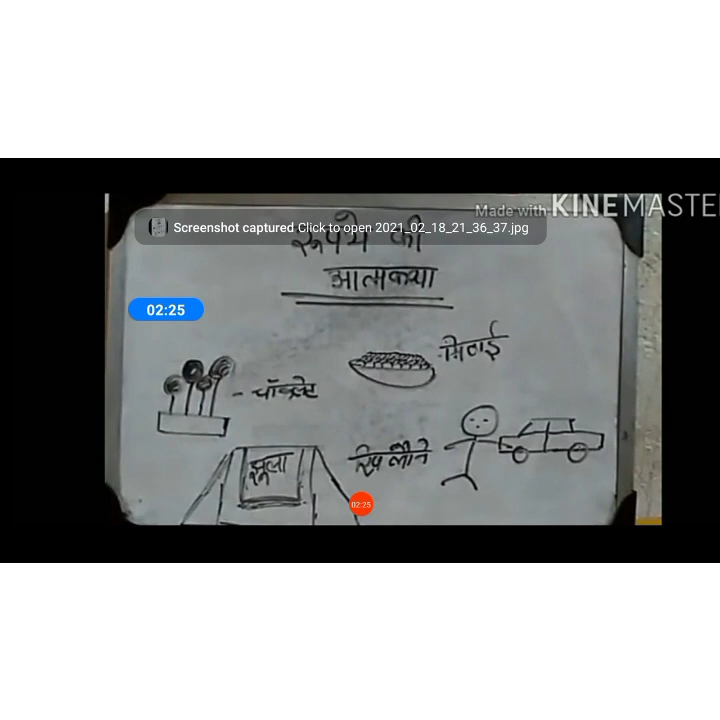 Made with KINEMASTE
Screenshot captured Click to open 2021_02_18_21_36_37.jpg
रूपये की
आत्मकथा
02:25
मिठाई
- चॉकलेट
झूला
खिलौने
02:25